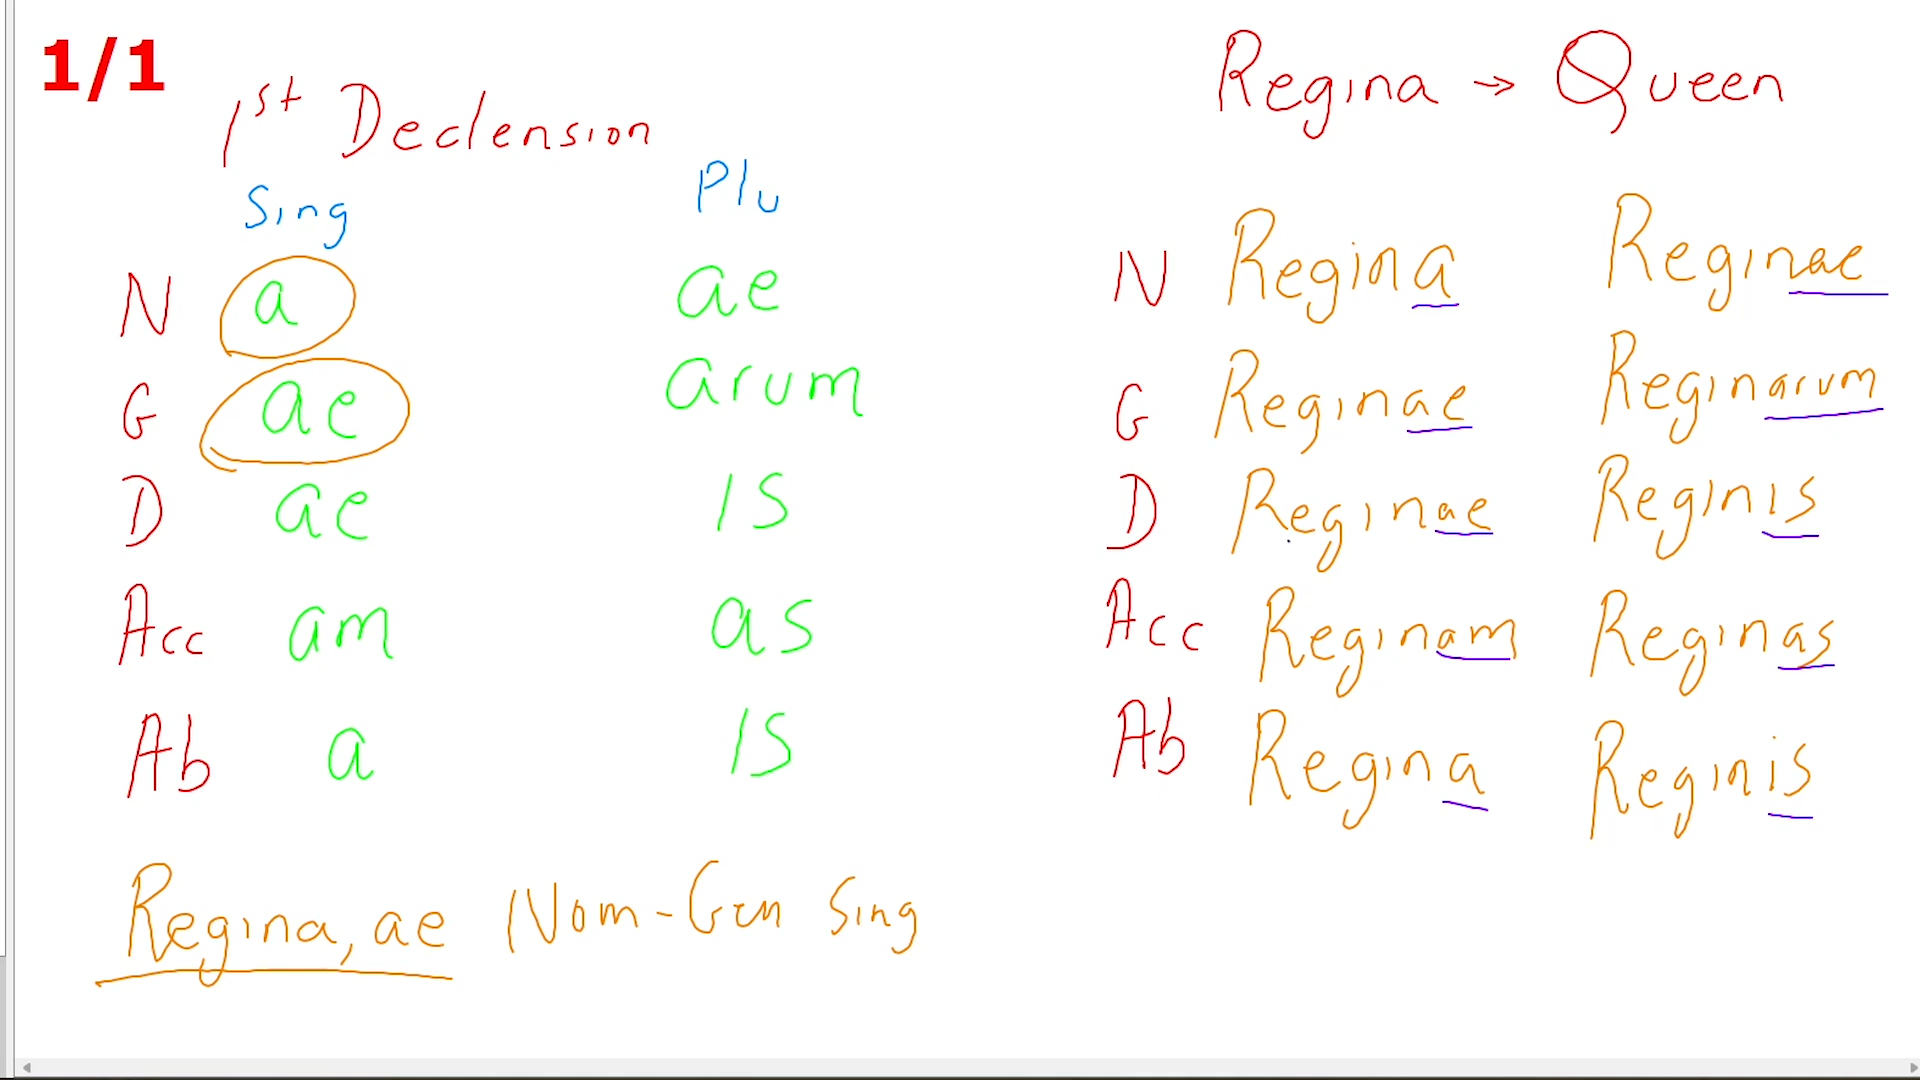 1/1
1st Declension
Regina → Queen
Sing Plu
N a ae
G ae arum
D ae is
Acc am as
Ab a is
N Regina Reginae
G Reginae Reginarum
D Reginae Reginis
Acc Reginam Reginas
Ab Regina Reginis
Regina, ae Nom-Gen Sing